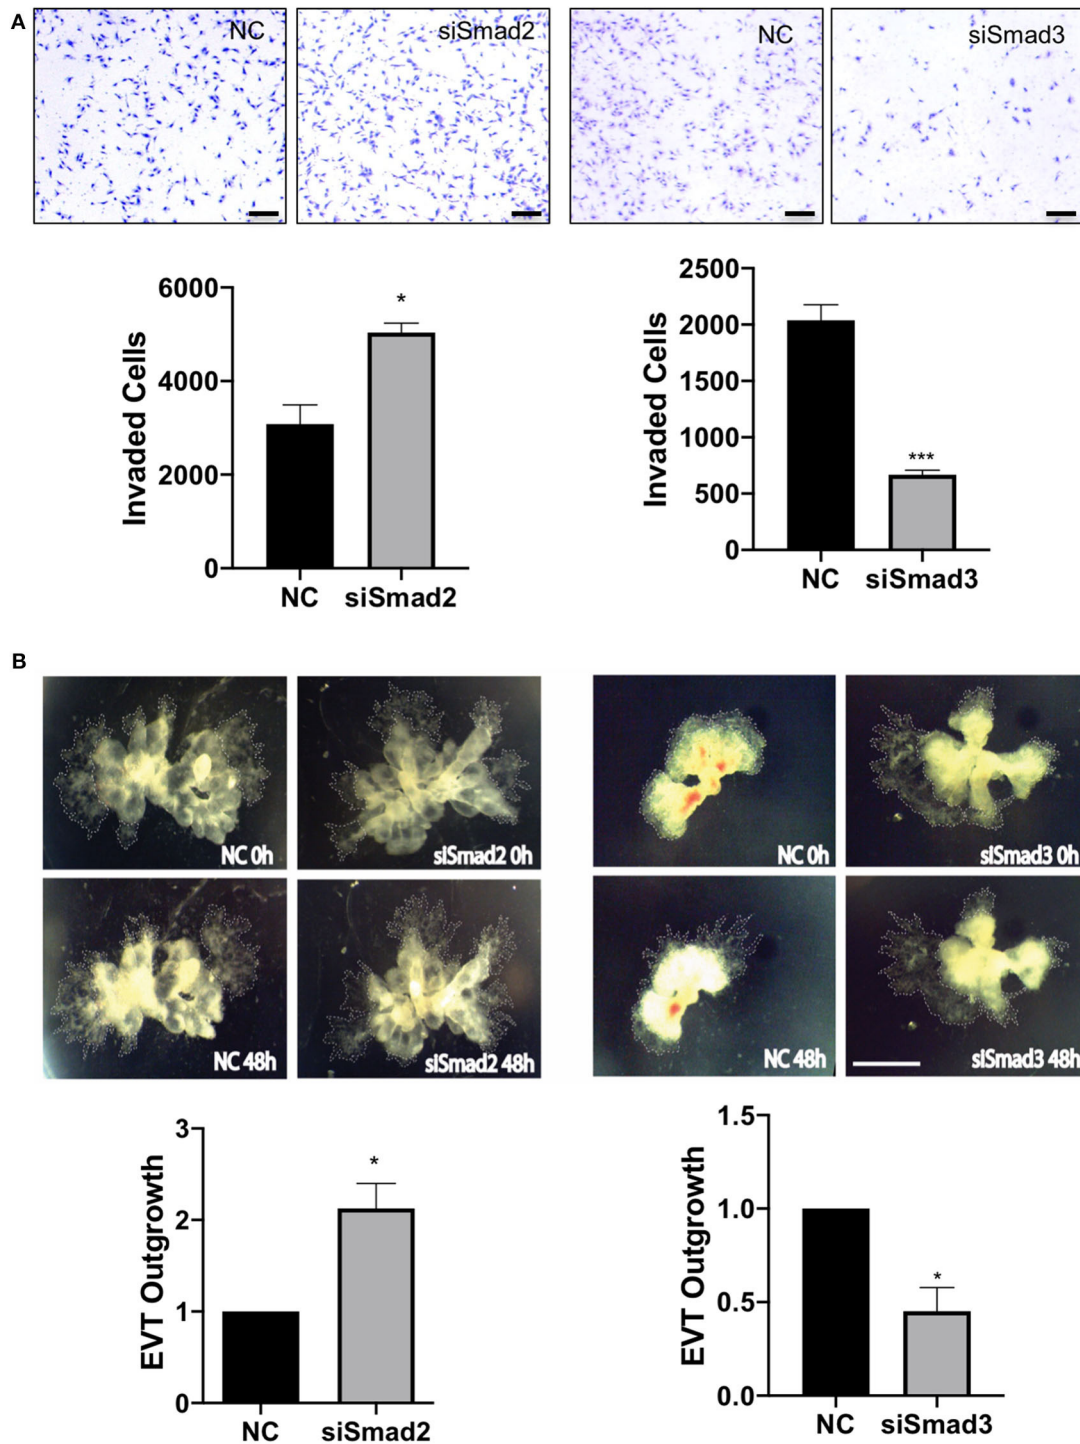 A
NC
siSmad2
NC
siSmad3
6000
4000
2000
0
Invaded Cells
*
NC
siSmad2
2500
2000
1500
1000
500
0
Invaded Cells
***
NC
siSmad3
B
NC 0h
siSmad2 0h
NC 0h
siSmad3 0h
NC 48h
siSmad2 48h
NC 48h
siSmad3 48h
3
2
1
0
EVT Outgrowth
*
NC
siSmad2
1.5
1.0
0.5
0.0
EVT Outgrowth
*
NC
siSmad3